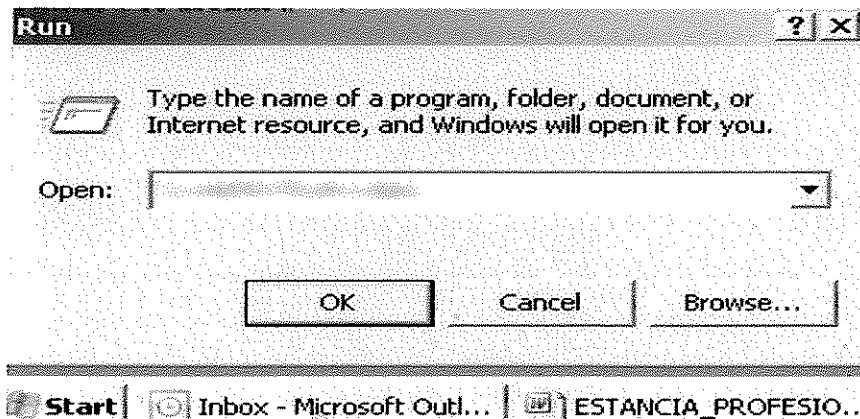 Run
Type the name of a program, folder, document, or
Internet resource, and Windows will open it for you.
Open:
OK Cancel Browse...
Start Inbox - Microsoft Outl... ESTANCIA_PROFESIO..